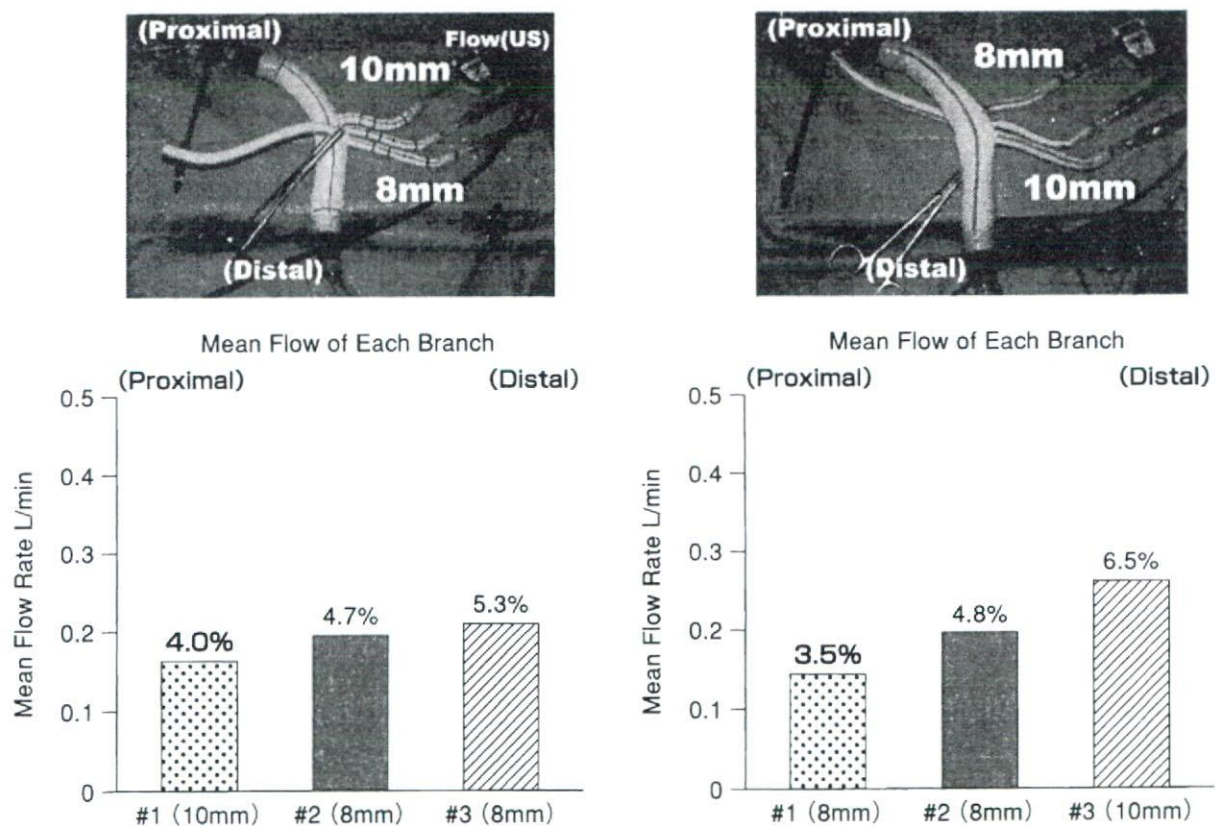 (Proximal)
Flow(US)
10mm
8mm
(Distal)
Mean Flow of Each Branch
(Proximal)
(Distal)
Mean Flow Rate L/min
0.5
0.4
0.3
0.2
0.1
0
4.0%
4.7%
5.3%
#1 (10mm)
#2 (8mm)
#3 (8mm)
(Proximal)
8mm
10mm
(Distal)
Mean Flow of Each Branch
(Proximal)
(Distal)
Mean Flow Rate L/min
0.5
0.4
0.3
0.2
0.1
0
3.5%
4.8%
6.5%
#1 (8mm)
#2 (8mm)
#3 (10mm)